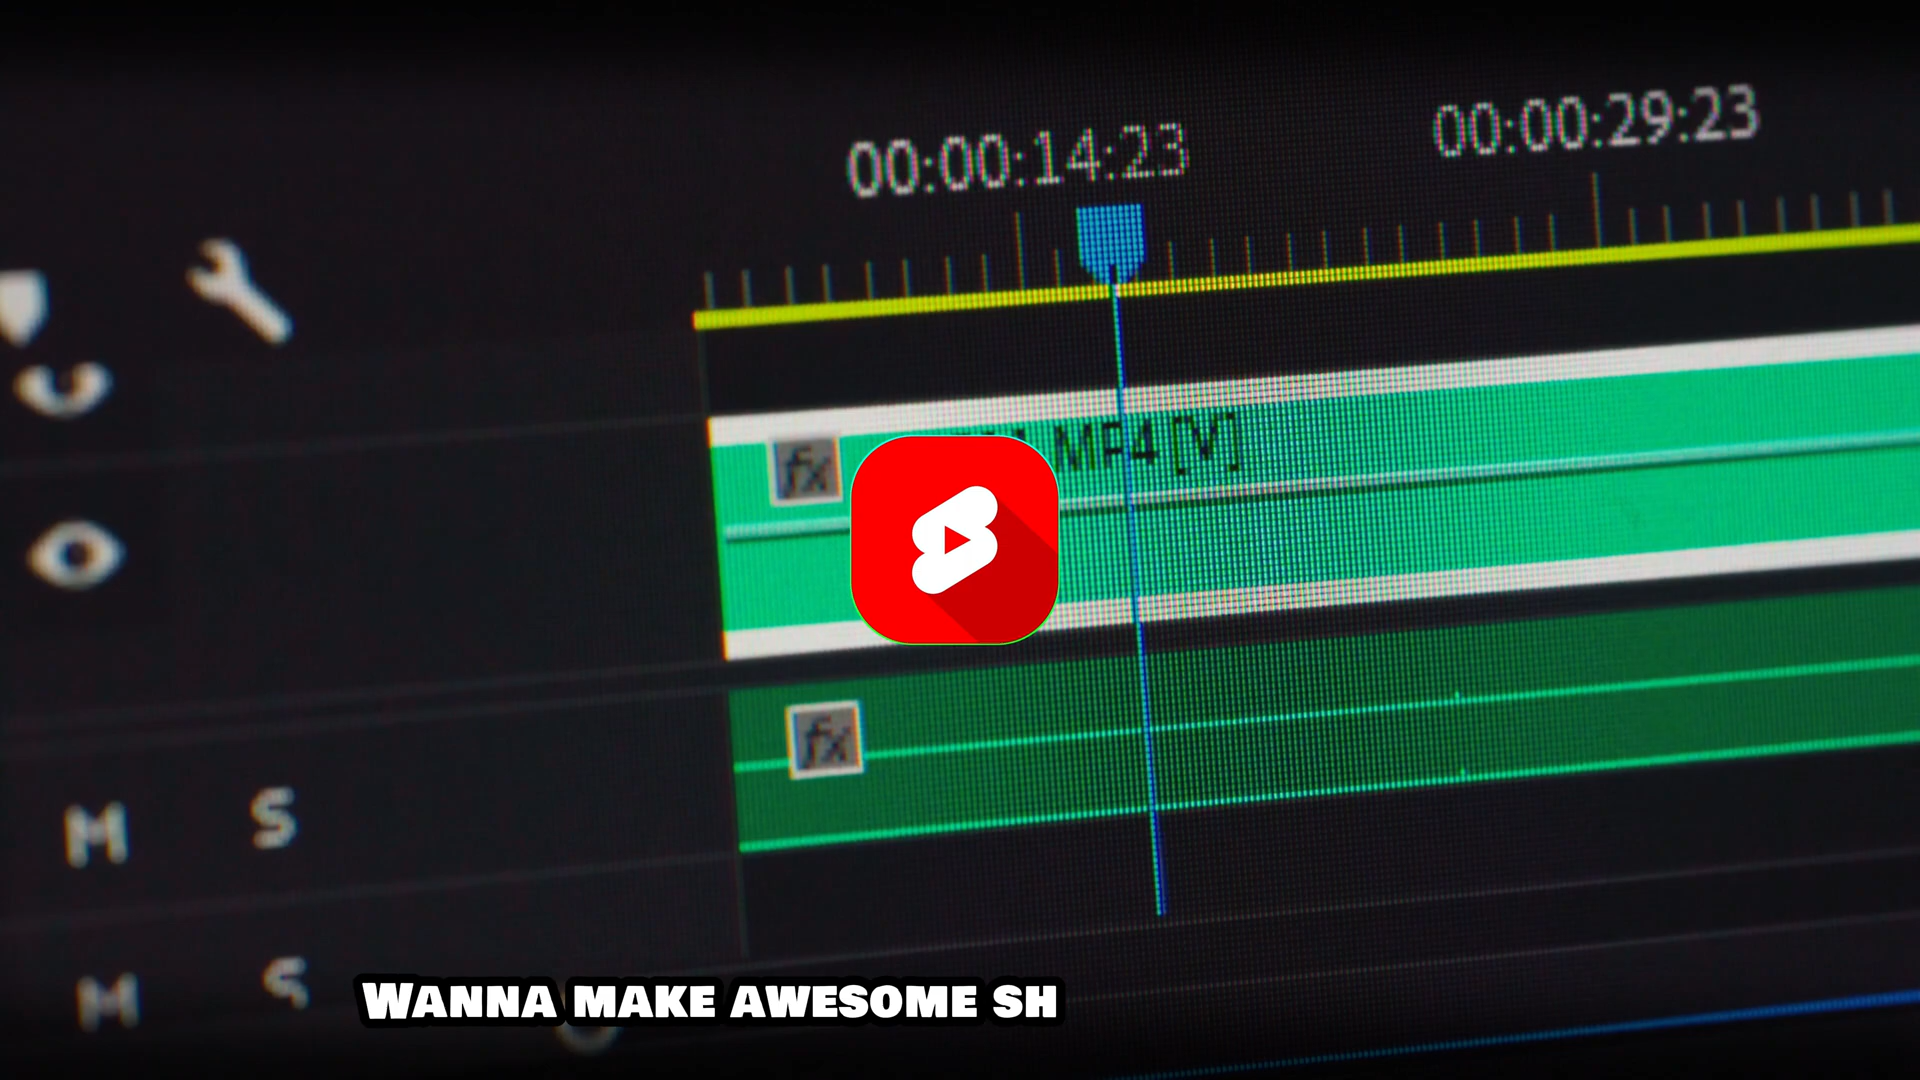 00:00:14:23
00:00:29:23
fx
MP4 [V]
fx
M S
M S
WANNA MAKE AWESOME SH